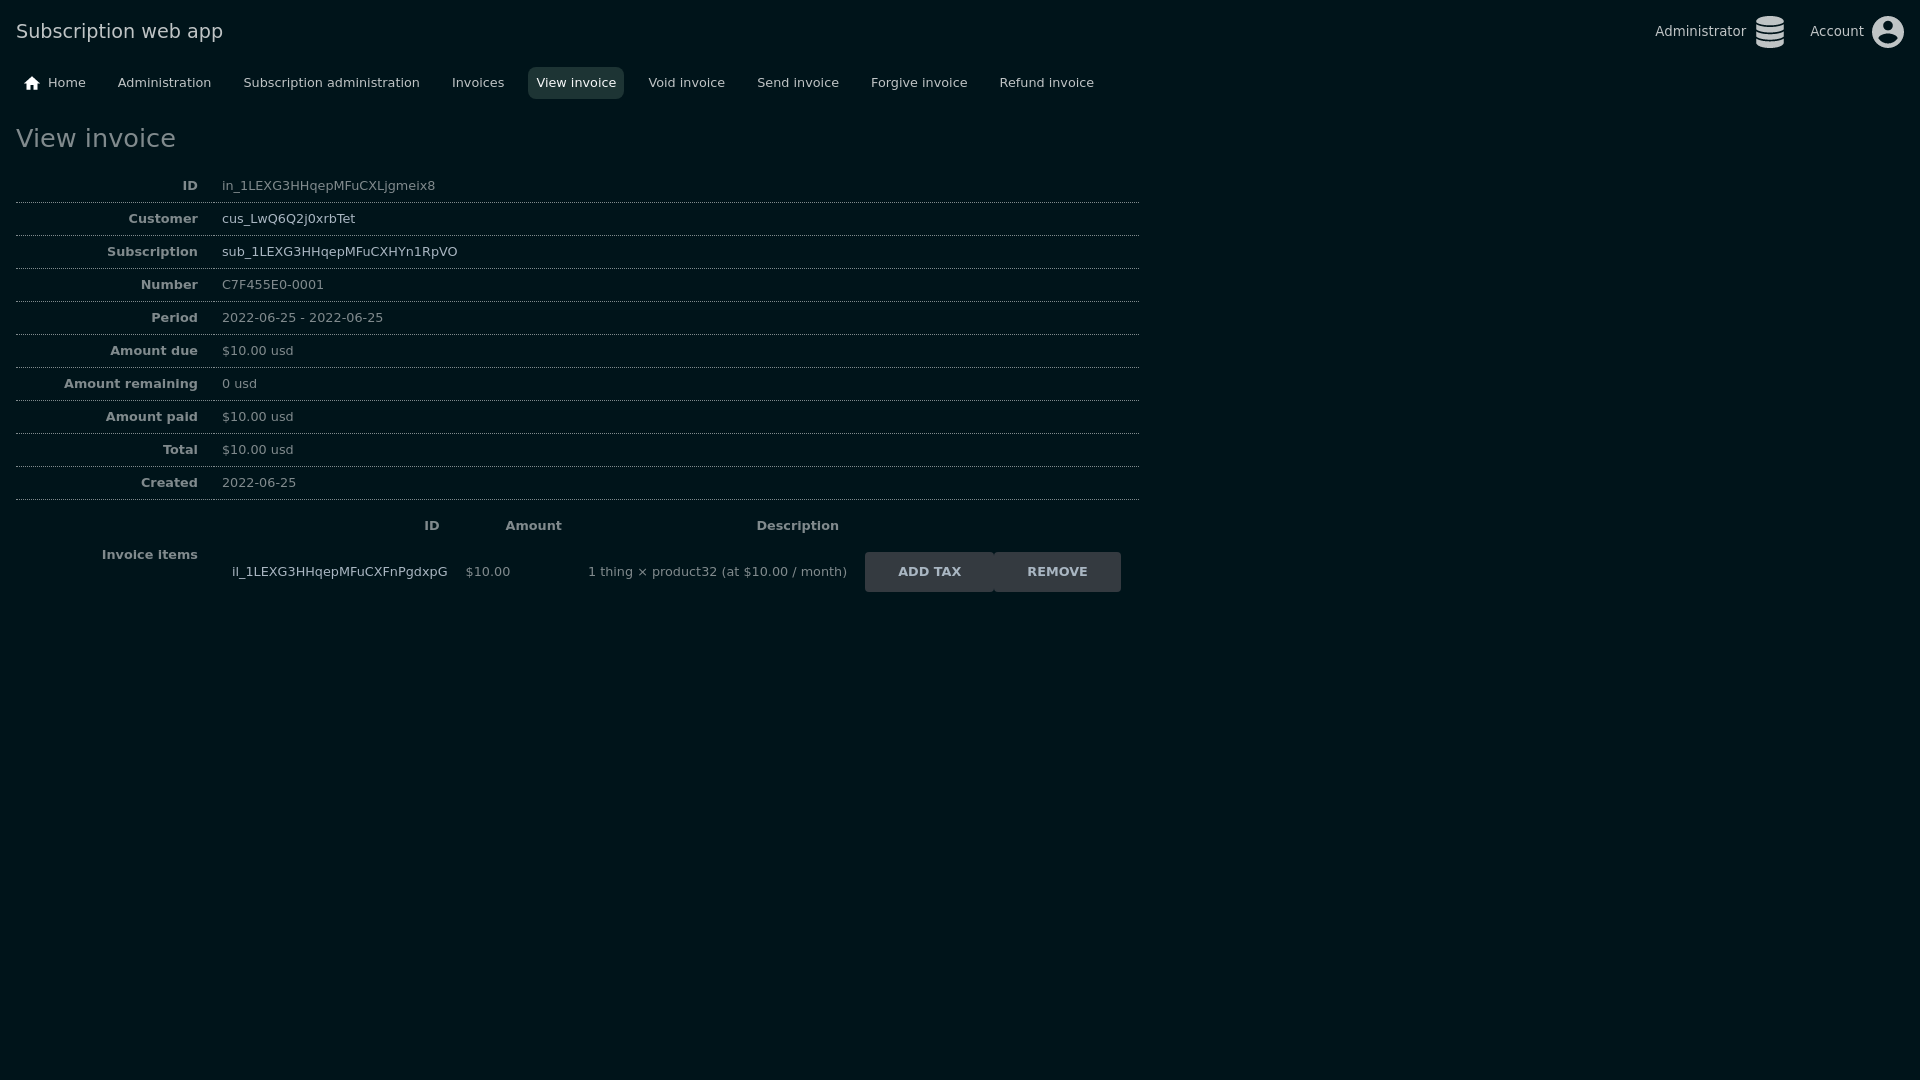 Subscription web app
Administrator
Account
Home Administration Subscription administration Invoices View invoice Void invoice Send invoice Forgive invoice Refund invoice
View invoice
ID in_1LEXG3HHqepMFuCXLjgmeix8
Customer cus_LwQ6Q2j0xrbTet
Subscription sub_1LEXG3HHqepMFuCXHYn1RpVO
Number C7F455E0-0001
Period 2022-06-25 - 2022-06-25
Amount due $10.00 usd
Amount remaining 0 usd
Amount paid $10.00 usd
Total $10.00 usd
Created 2022-06-25
Invoice items
ID Amount Description
il_1LEXG3HHqepMFuCXFnPgdxpG $10.00 1 thing × product32 (at $10.00 / month) ADD TAX REMOVE